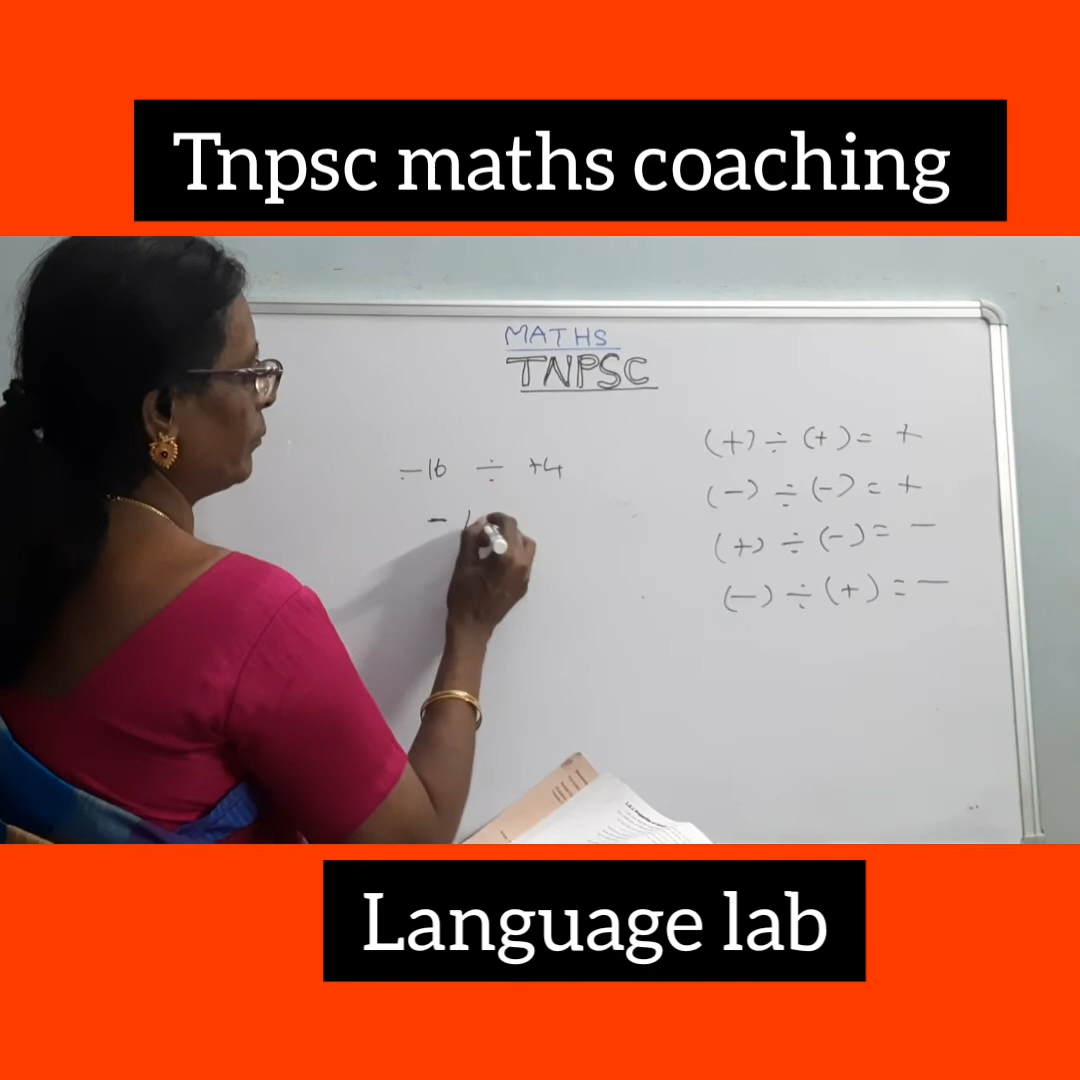 Tnpsc maths coaching
MATHS
TNPSC
-16 ÷ +4
-
(+) ÷ (+) = +
(-) ÷ (-) = +
(+) ÷ (-) = -
(-) ÷ (+) = -
Language lab